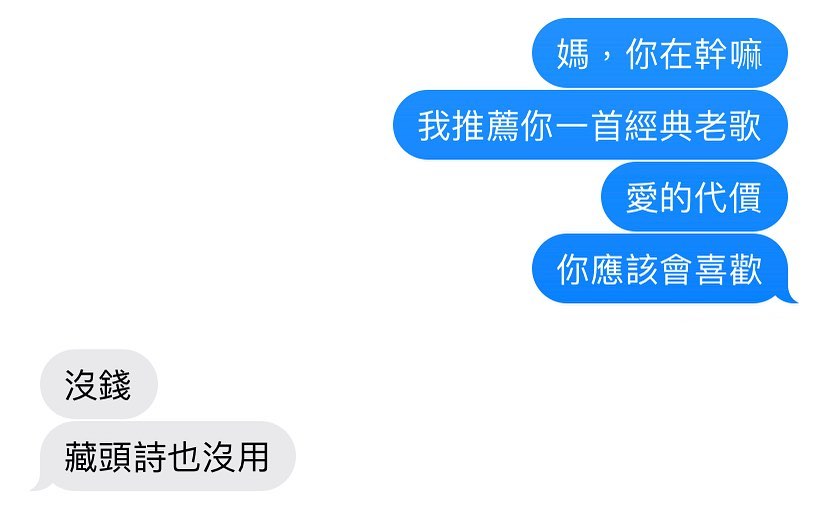 媽，你在幹嘛
我推薦你一首經典老歌
愛的代價
你應該會喜歡
沒錢
藏頭詩也沒用